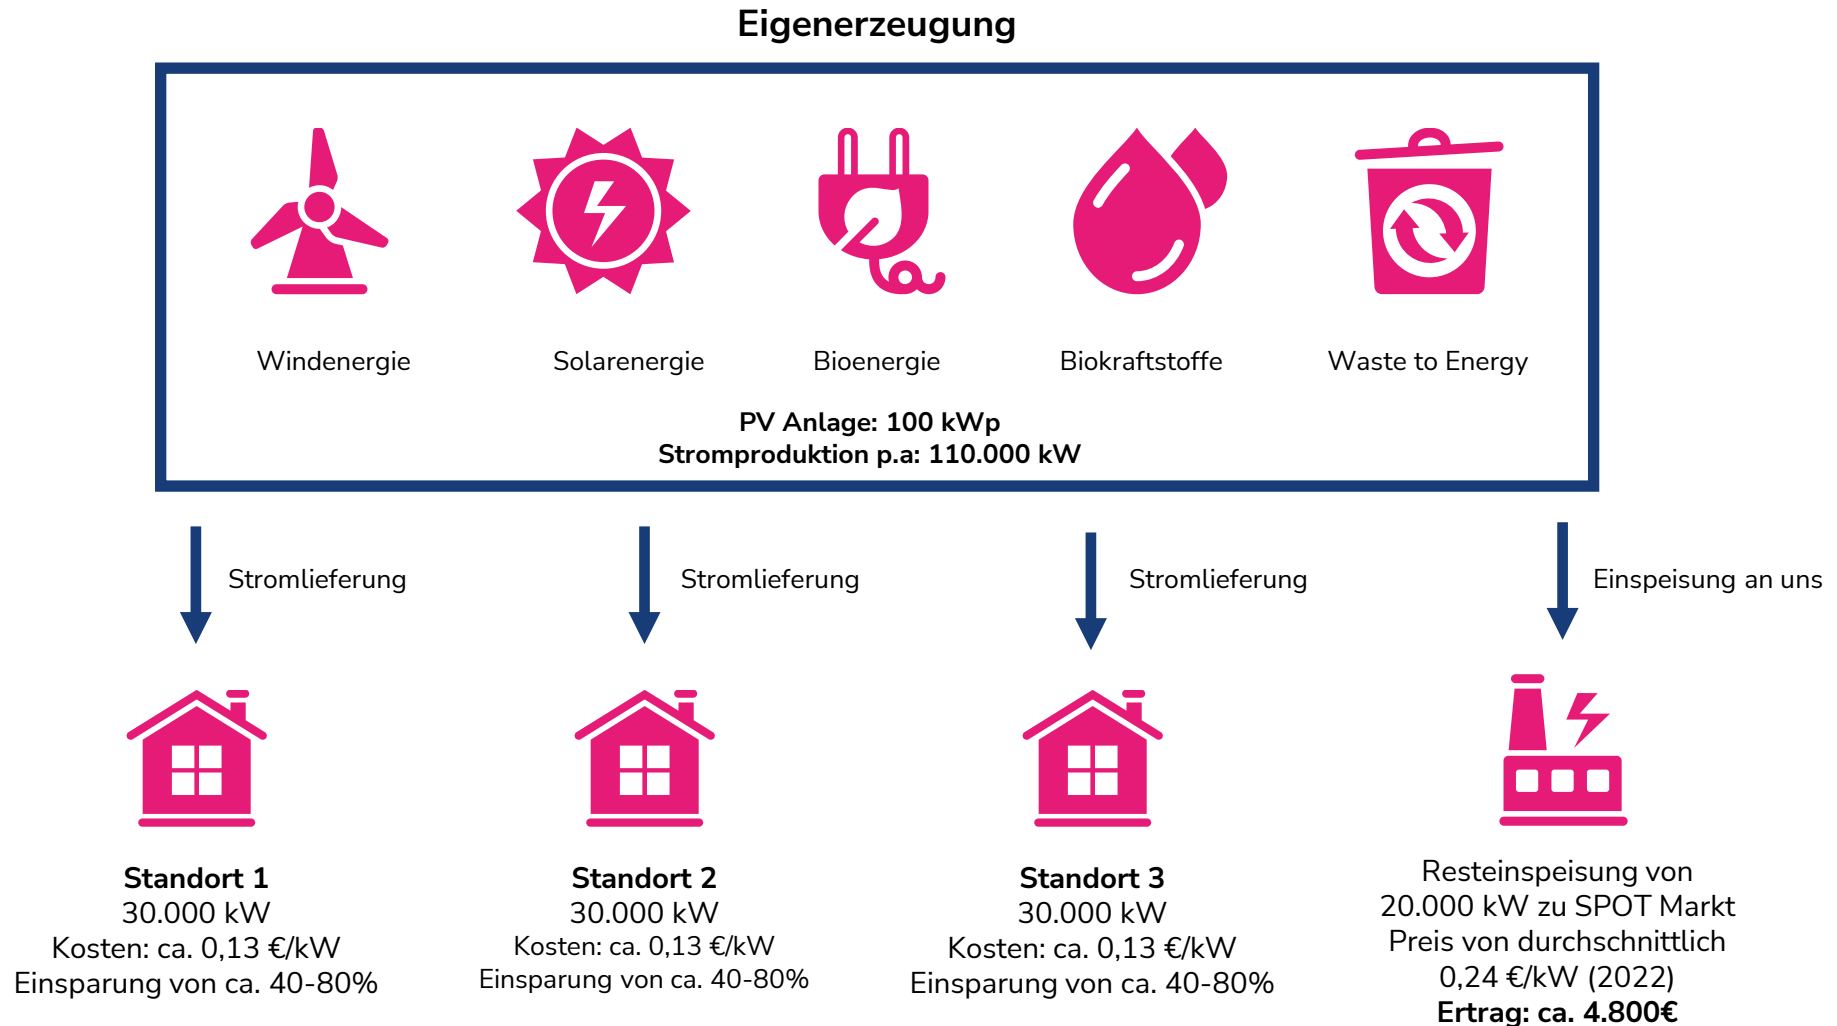 Eigenerzeugung
Windenergie
Solarenergie
Bioenergie
Biokraftstoffe
Waste to Energy
PV Anlage: 100 kWp
Stromproduktion p.a: 110.000 kW
Stromlieferung
Stromlieferung
Stromlieferung
Einspeisung an uns
Standort 1
30.000 kW
Kosten: ca. 0,13 €/kW
Einsparung von ca. 40-80%
Standort 2
30.000 kW
Kosten: ca. 0,13 €/kW
Einsparung von ca. 40-80%
Standort 3
30.000 kW
Kosten: ca. 0,13 €/kW
Einsparung von ca. 40-80%
Resteinspeisung von
20.000 kW zu SPOT Markt
Preis von durchschnittlich
0,24 €/kW (2022)
Ertrag: ca. 4.800€